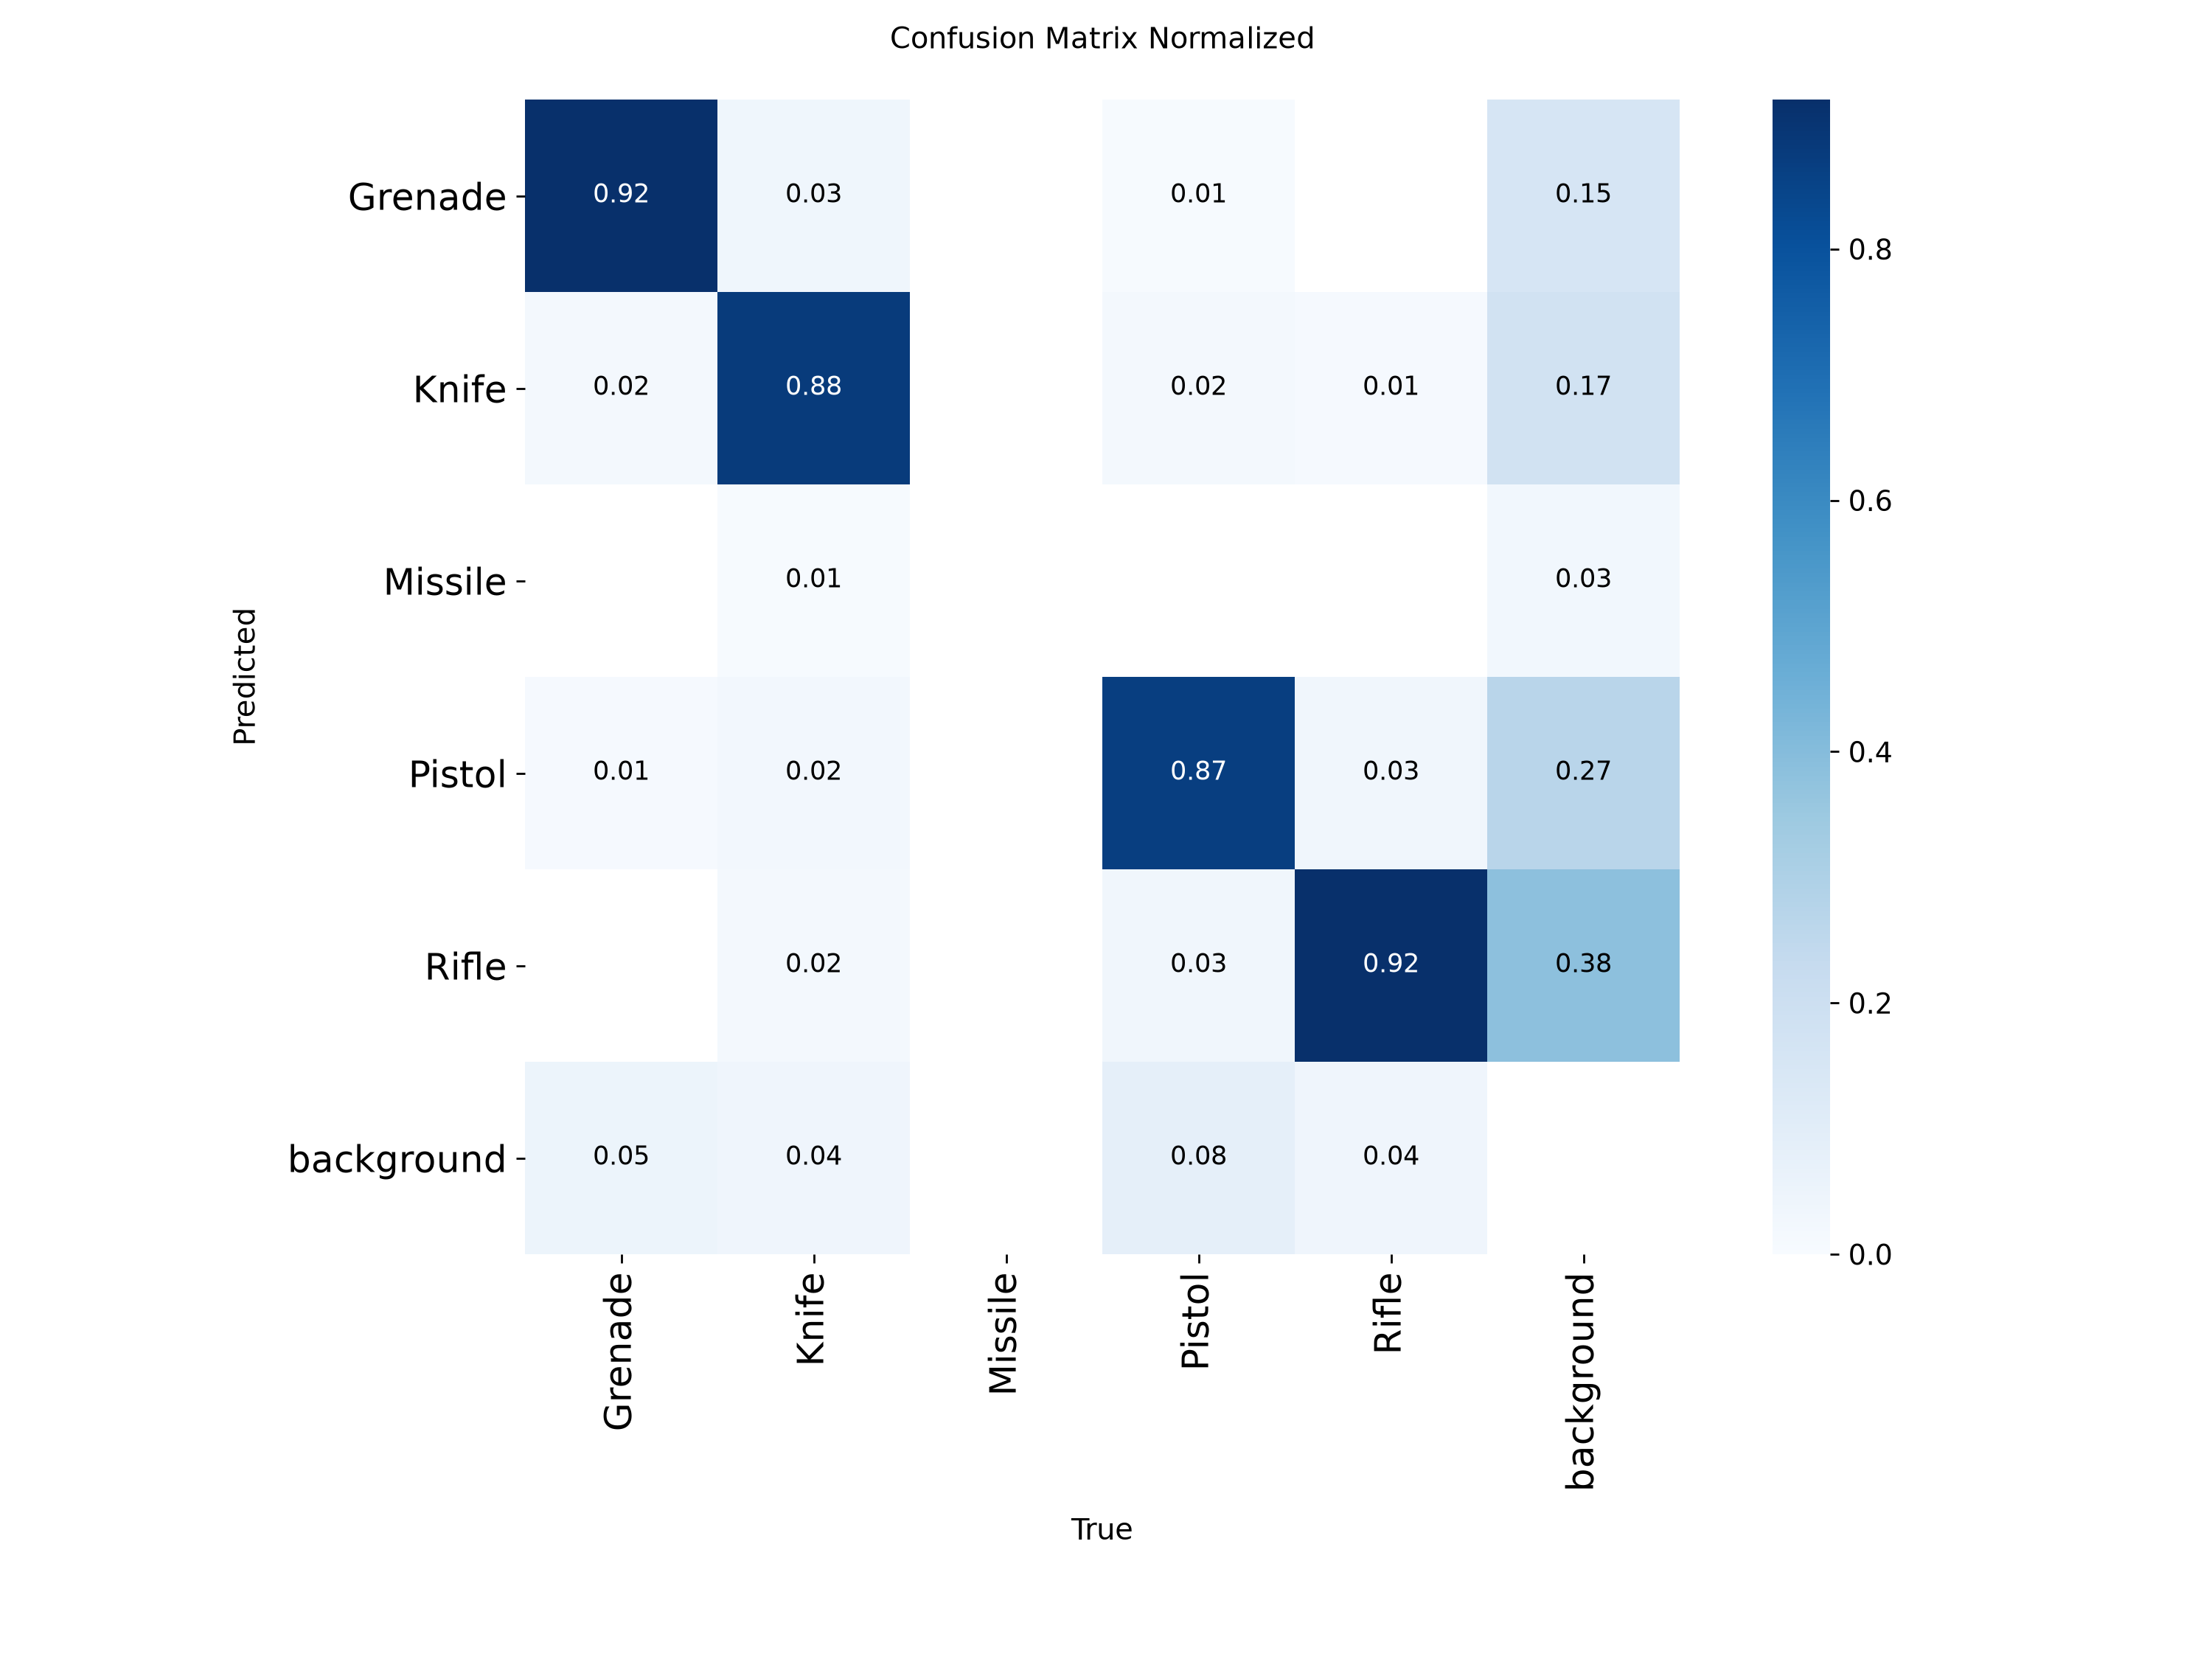 Confusion Matrix Normalized
Grenade 0.92 0.03 0.01 0.15
Knife 0.02 0.88 0.02 0.01 0.17
Missile 0.01 0.03
Pistol 0.01 0.02 0.87 0.03 0.27
Rifle 0.02 0.03 0.92 0.38
background 0.05 0.04 0.08 0.04
Predicted
Grenade Knife Missile Pistol Rifle background
True
0.8
0.6
0.4
0.2
0.0